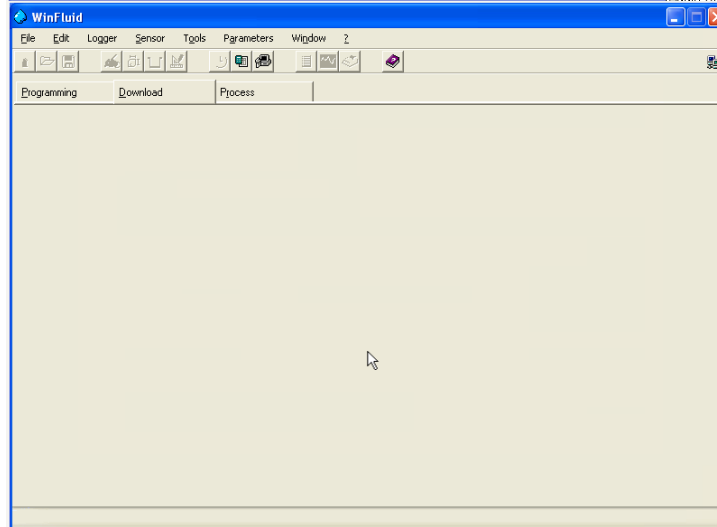 WinFluid
File Edit Logger Sensor Tools Parameters Window ?
Programming Download Process